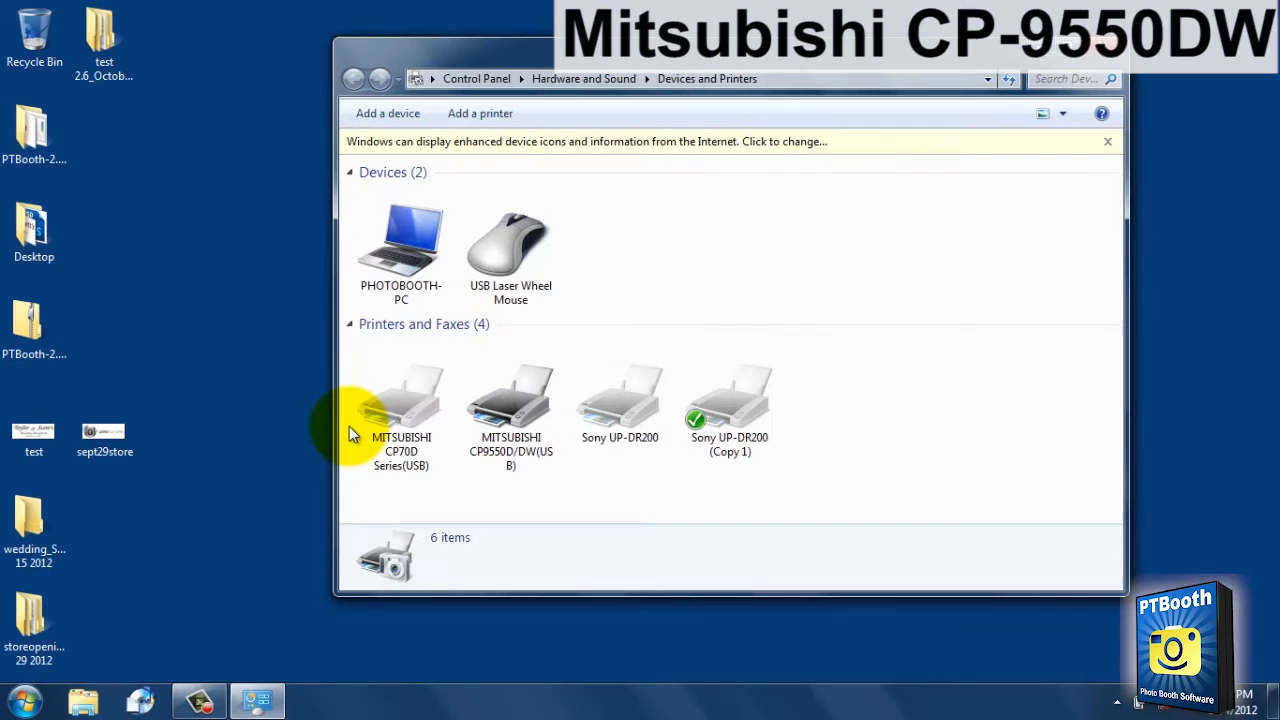 Mitsubishi CP-9550DW
Recycle Bin
test
2.6_Octob...
PTBooth-2....
Desktop
PTBooth-2....
test
sept29store
wedding_S...
15 2012
storeopeni...
29 2012
Control Panel
Hardware and Sound
Devices and Printers
Search Dev...
Add a device
Add a printer
Windows can display enhanced device icons and information from the Internet. Click to change...
Devices (2)
PHOTOBOOTH-
PC
USB Laser Wheel
Mouse
Printers and Faxes (4)
MITSUBISHI
CP70D
Series(USB)
MITSUBISHI
CP9550D/DW(US
B)
Sony UP-DR200
Sony UP-DR200
(Copy 1)
6 items
PTBooth
Photo Booth Software
PM
/2012